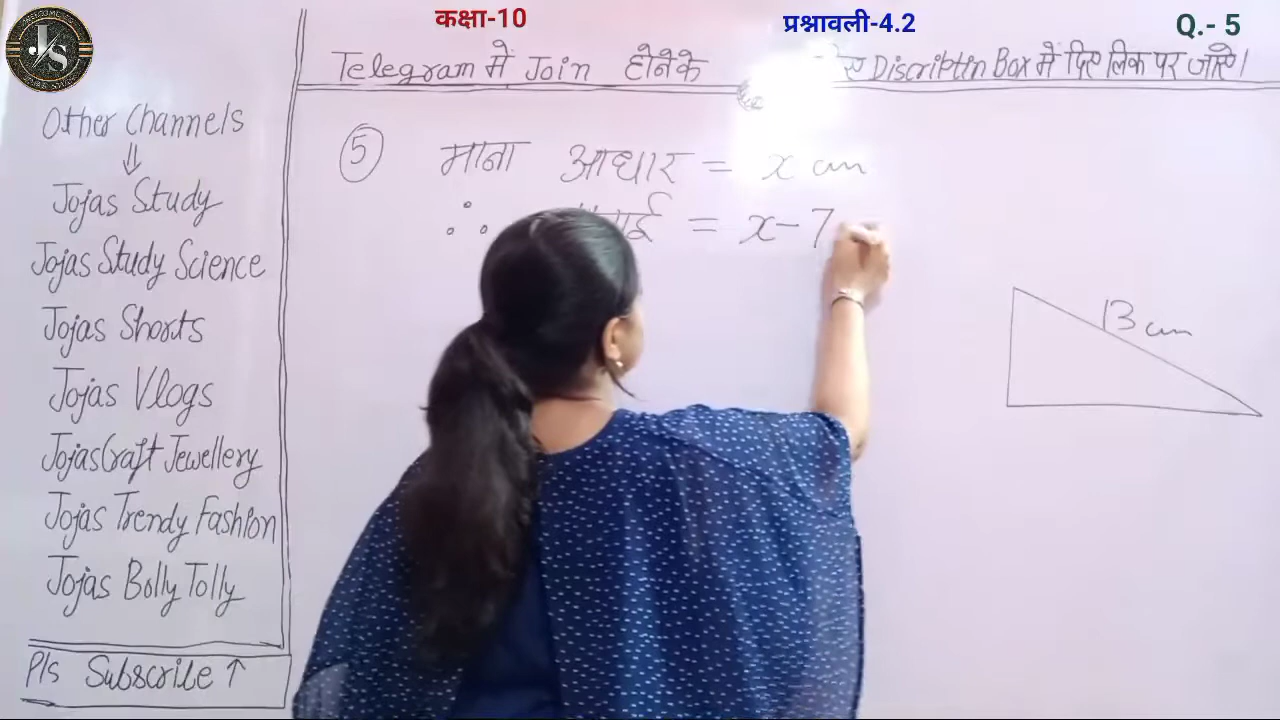 कक्षा-10
प्रश्नावली-4.2
Q.- 5
JS
Telegram में Join होनेके
Discriptin Box में दिए लिंक पर जाऐ।
Other Channels
⇓
Jojas Study
Jojas Study Science
Jojas Shorts
Jojas Vlogs
JojasCraft Jewellery
Jojas Trendy Fashion
Jojas Bolly Tolly
Pls Subscribe ↑
⑤ माना आधार = x cm
∴ = x-7
13 cm